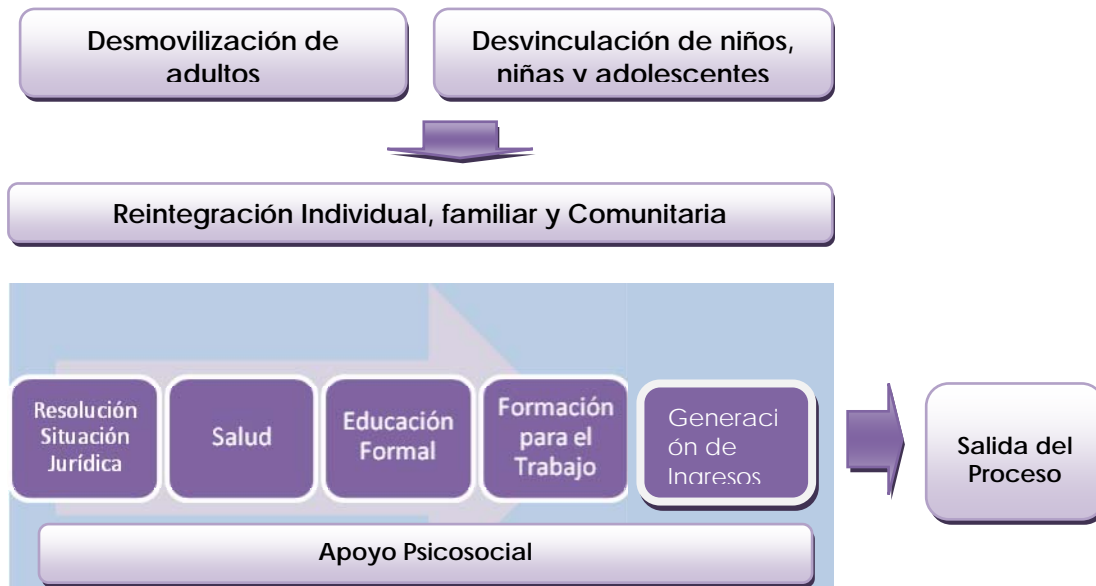 Desmovilización de
adultos
Desvinculación de niños,
niñas y adolescentes
Reintegración Individual, familiar y Comunitaria
Resolución
Situación
Jurídica
Salud
Educación
Formal
Formación
para el
Trabajo
Generaci
ón de
Ingresos
Salida del
Proceso
Apoyo Psicosocial